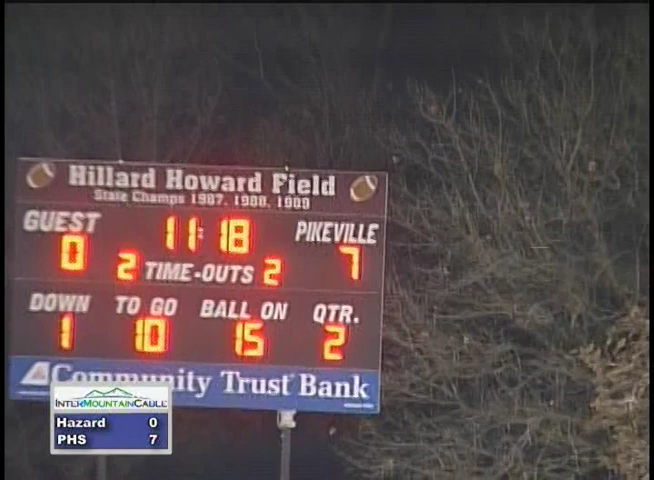 Hillard Howard Field
State Champs 1987, 1988, 1989
GUEST 11:18 PIKEVILLE
0 2 TIME-OUTS 2 7
DOWN TO GO BALL ON QTR.
1 10 15 2
Community Trust Bank
INTERMOUNTAINCABLE
Hazard 0
PHS 7